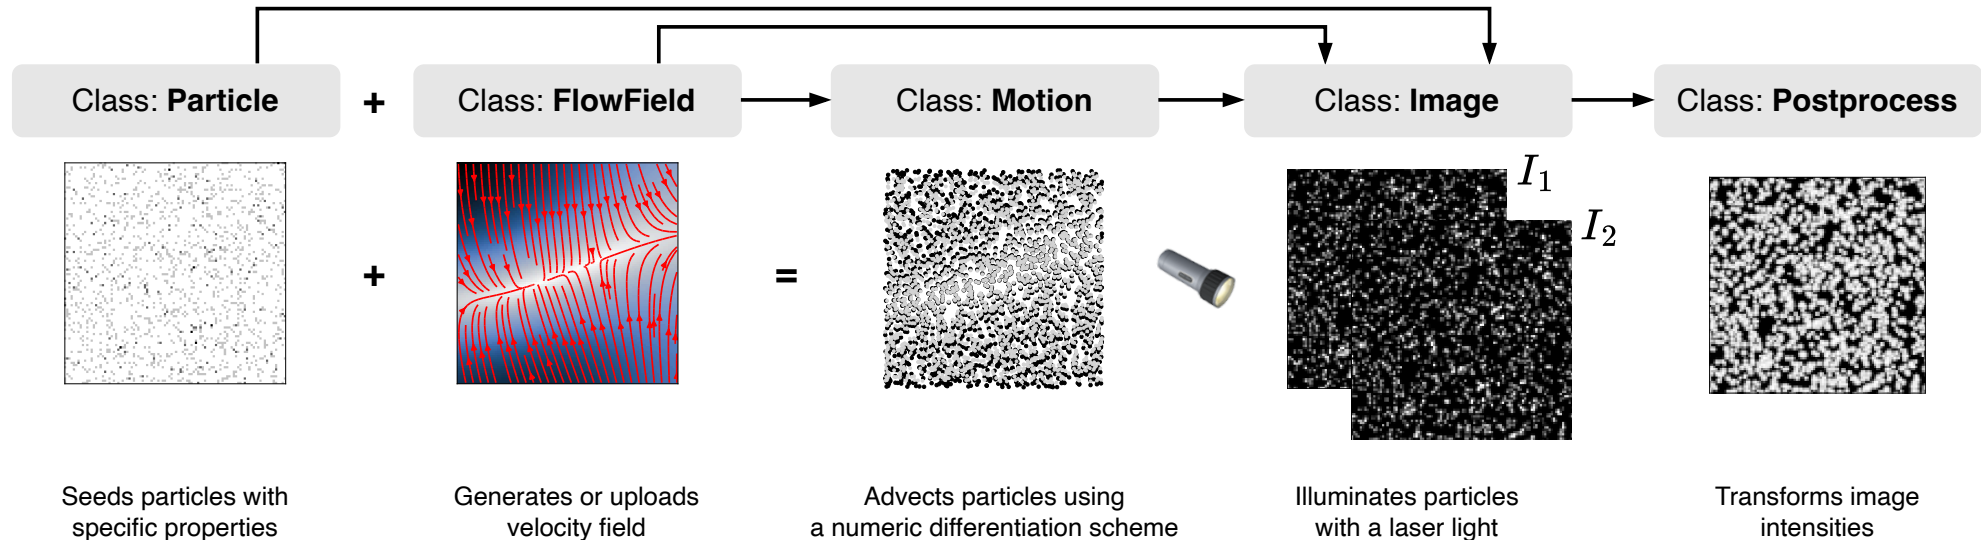 Class: Particle
+
Class: FlowField
Class: Motion
Class: Image
Class: Postprocess
+
=
I1
I2
Seeds particles with
specific properties
Generates or uploads
velocity field
Advects particles using
a numeric differentiation scheme
Illuminates particles
with a laser light
Transforms image
intensities